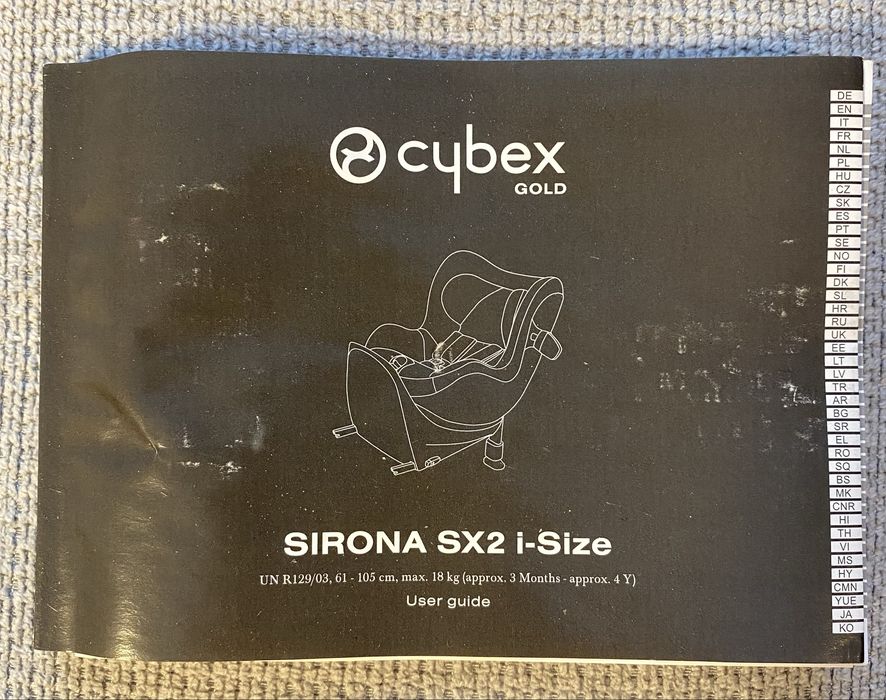 cybex
GOLD
SIRONA SX2 i-Size
UN R129/03, 61 - 105 cm, max. 18 kg (approx. 3 Months - approx. 4 Y)
User guide
DE
EN
IT
FR
NL
PL
HU
CZ
SK
ES
PT
SE
NO
FI
DK
SL
HR
RU
UK
EE
LT
LV
TR
AR
BG
SR
EL
RO
SQ
BS
MK
CNR
HI
TH
VI
MS
HY
CMN
YUE
JA
KO